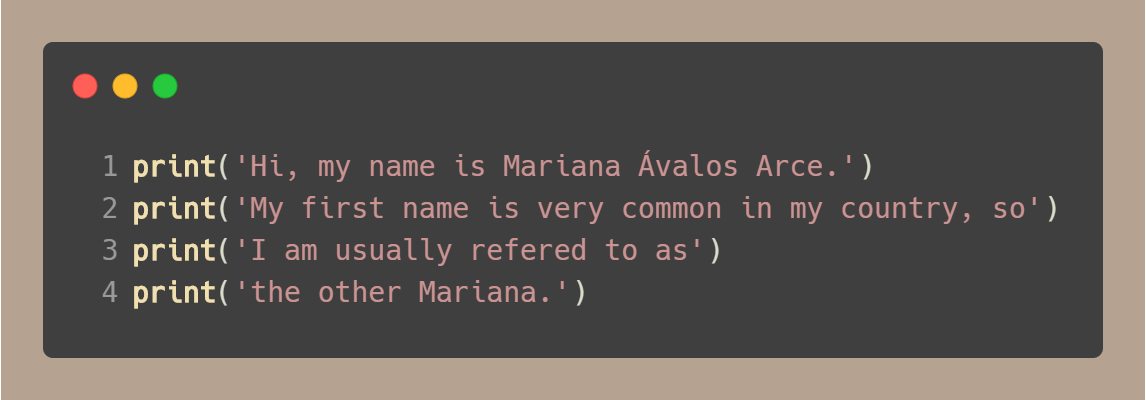 1 print('Hi, my name is Mariana Ávalos Arce.')
2 print('My first name is very common in my country, so')
3 print('I am usually refered to as')
4 print('the other Mariana.')